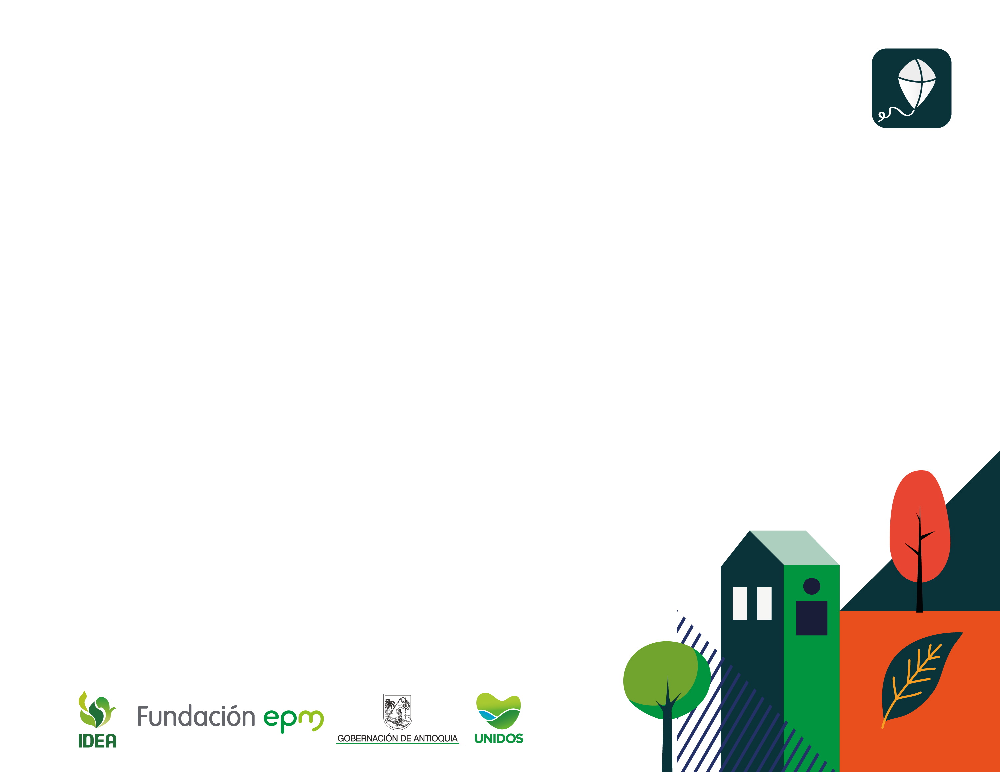 IDEA
Fundación epm
GOBERNACIÓN DE ANTIOQUIA
UNIDOS